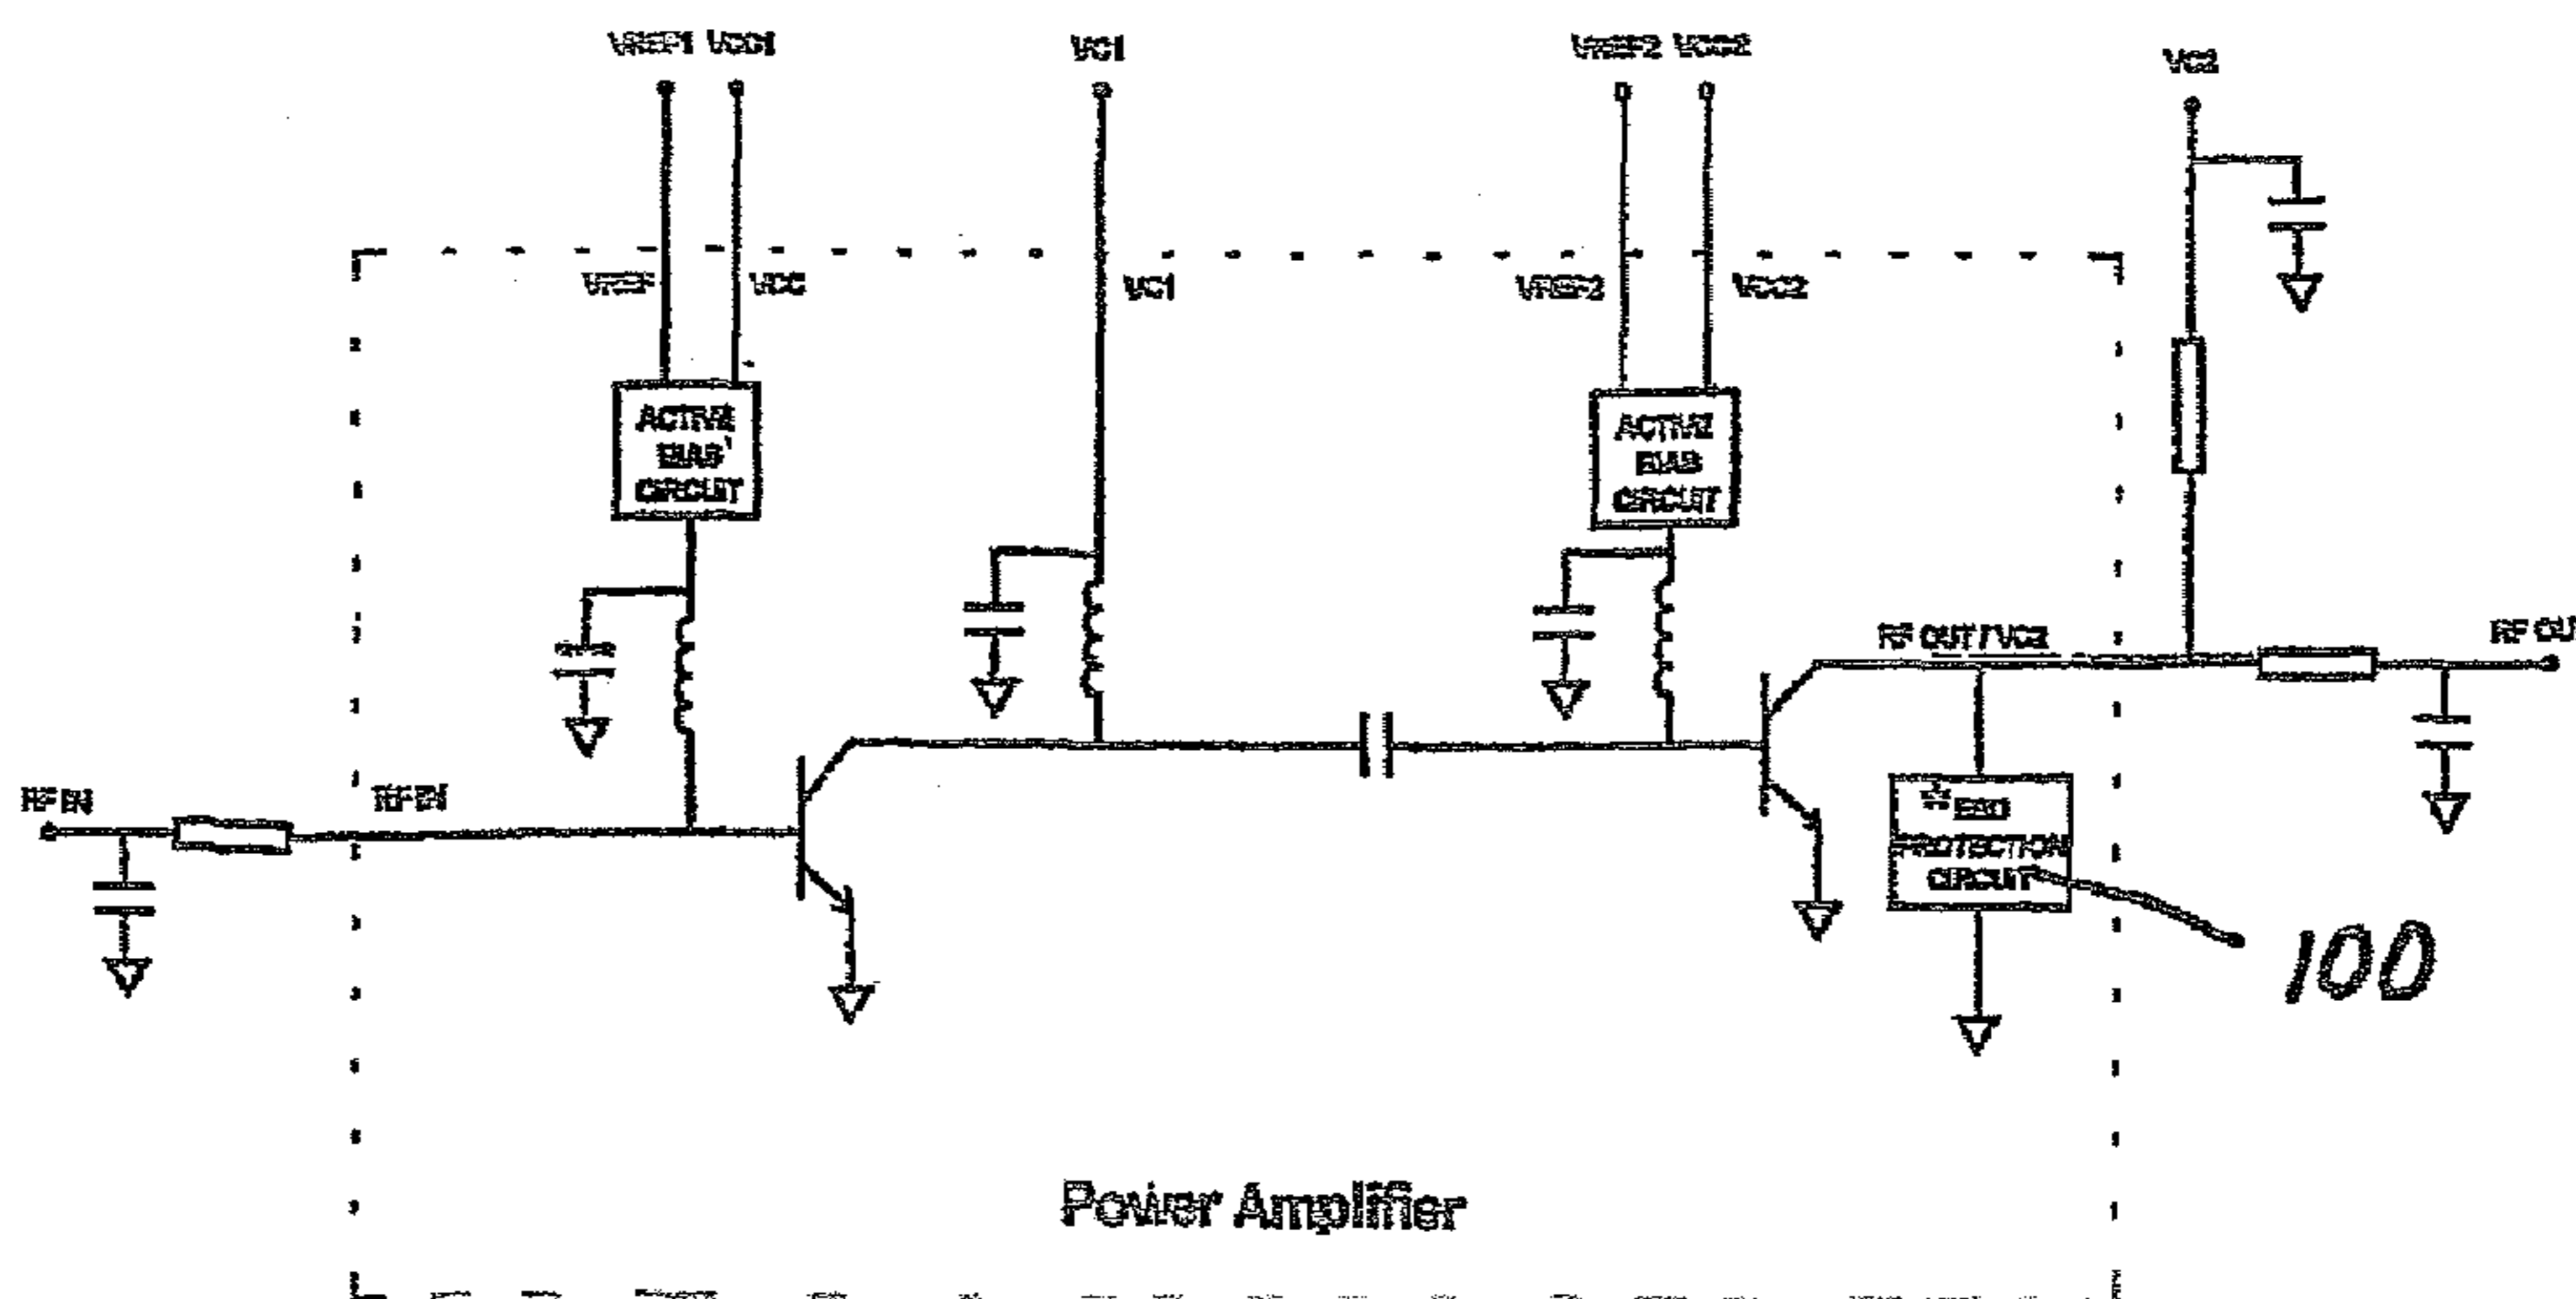 VREF1 VCC1
VC1
VREF2 VCC2
VC2
VREF
VCC
VC1
VREF2
VCC2
ACTIVE
BIAS
CIRCUIT
ACTIVE
BIAS
CIRCUIT
RF OUT / VC2
RF OU
RF IN
RF IN
ESD
PROTECTION
CIRCUIT
100
Power Amplifier